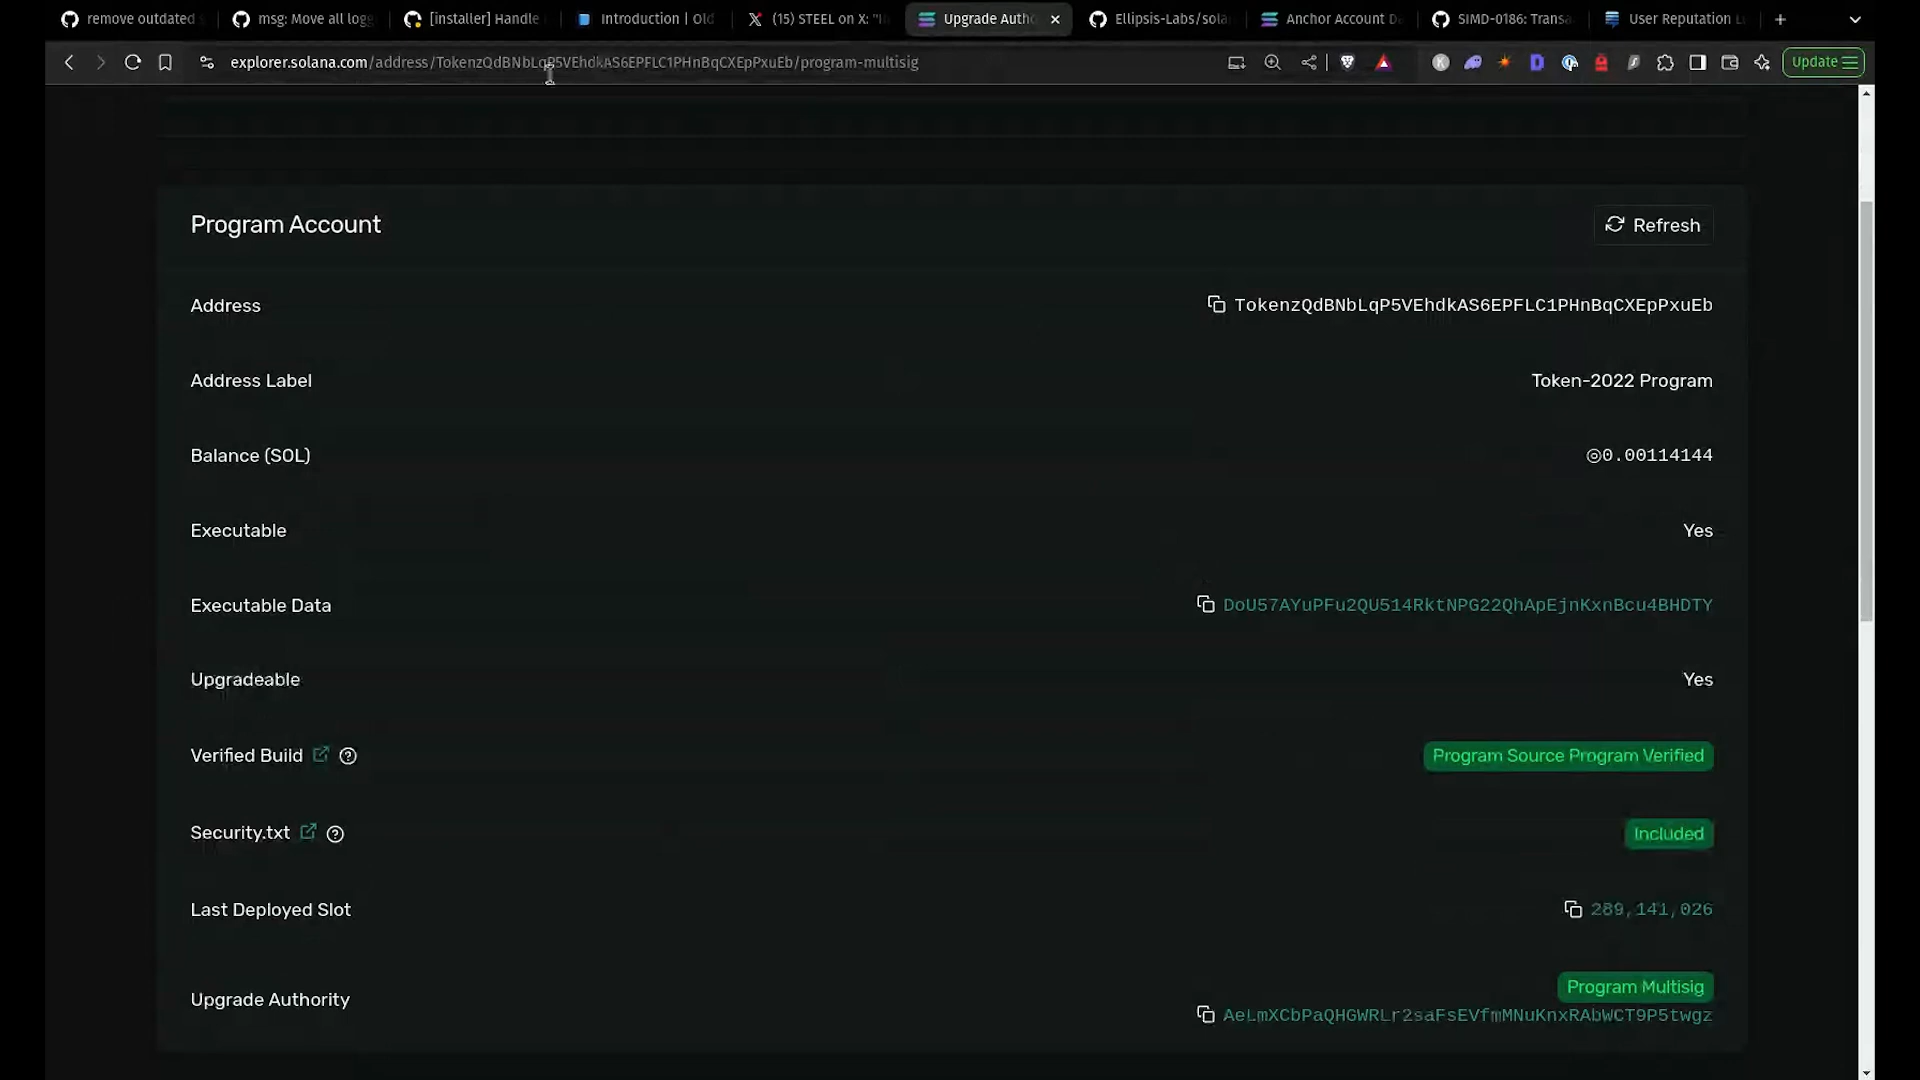 remove outdated
msg: Move all log
[installer] Handle
Introduction | Old
(15) STEEL on X: "I
Upgrade Autho
Ellipsis-Labs/sola
Anchor Account D
SIMD-0186: Transa
User Reputation L
explorer.solana.com/address/TokenzQdBNbLqP5VEhdkAS6EPFLC1PHnBqCXEpPxuEb/program-multisig
Update
Program Account
Refresh
Address
TokenzQdBNbLqP5VEhdkAS6EPFLC1PHnBqCXEpPxuEb
Address Label
Token-2022 Program
Balance (SOL)
◎0.00114144
Executable
Yes
Executable Data
DoU57AYuPFu2QU514RktNPG22QhApEjnKxnBcu4BHDTY
Upgradeable
Yes
Verified Build
Program Source Program Verified
Security.txt
Included
Last Deployed Slot
289,141,026
Upgrade Authority
Program Multisig
AeLmXCbPaQHGWRLr2saFsEVfmMNuKnxRAbWCT9P5twgz